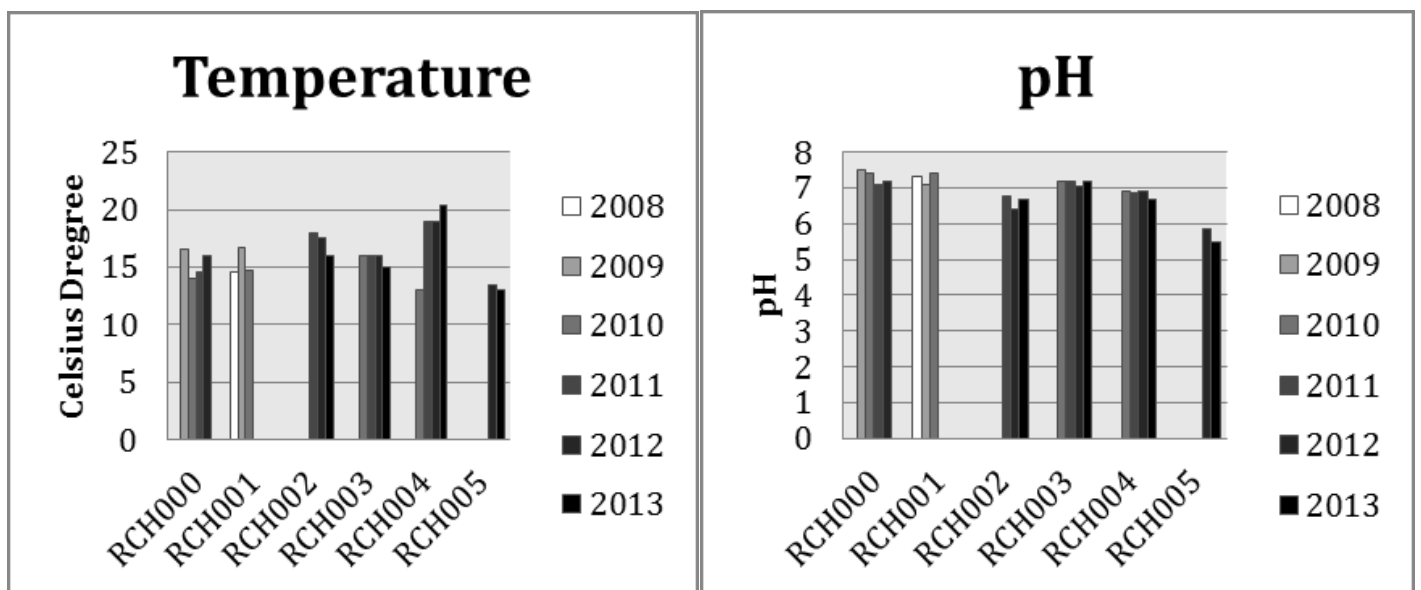 Temperature
Celsius Dregree
25
20
15
10
5
0
RCH000
RCH001
RCH002
RCH003
RCH004
RCH005
2008
2009
2010
2011
2012
2013
pH
pH
8
7
6
5
4
3
2
1
0
RCH000
RCH001
RCH002
RCH003
RCH004
RCH005
2008
2009
2010
2011
2012
2013